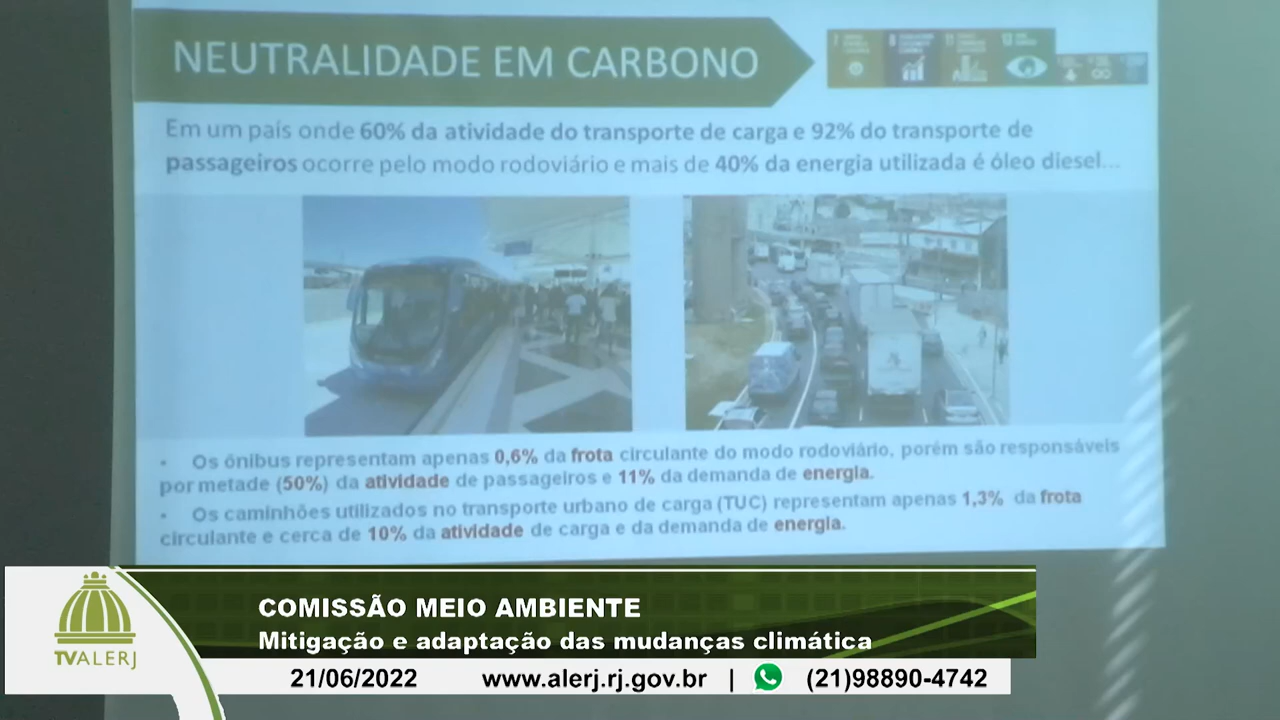 NEUTRALIDADE EM CARBONO
Em um país onde 60% da atividade do transporte de carga e 92% do transporte de
passageiros ocorre pelo modo rodoviário e mais de 40% da energia utilizada é óleo diesel...
• Os ônibus representam apenas 0,6% da frota circulante do modo rodoviário, porém são responsáveis
por metade (50%) da atividade de passageiros e 11% da demanda de energia.
• Os caminhões utilizados no transporte urbano de carga (TUC) representam apenas 1,3% da frota
circulante e cerca de 10% da atividade de carga e da demanda de energia.
COMISSÃO MEIO AMBIENTE
Mitigação e adaptação das mudanças climática
TVALERJ
21/06/2022 www.alerj.rj.gov.br | (21)98890-4742